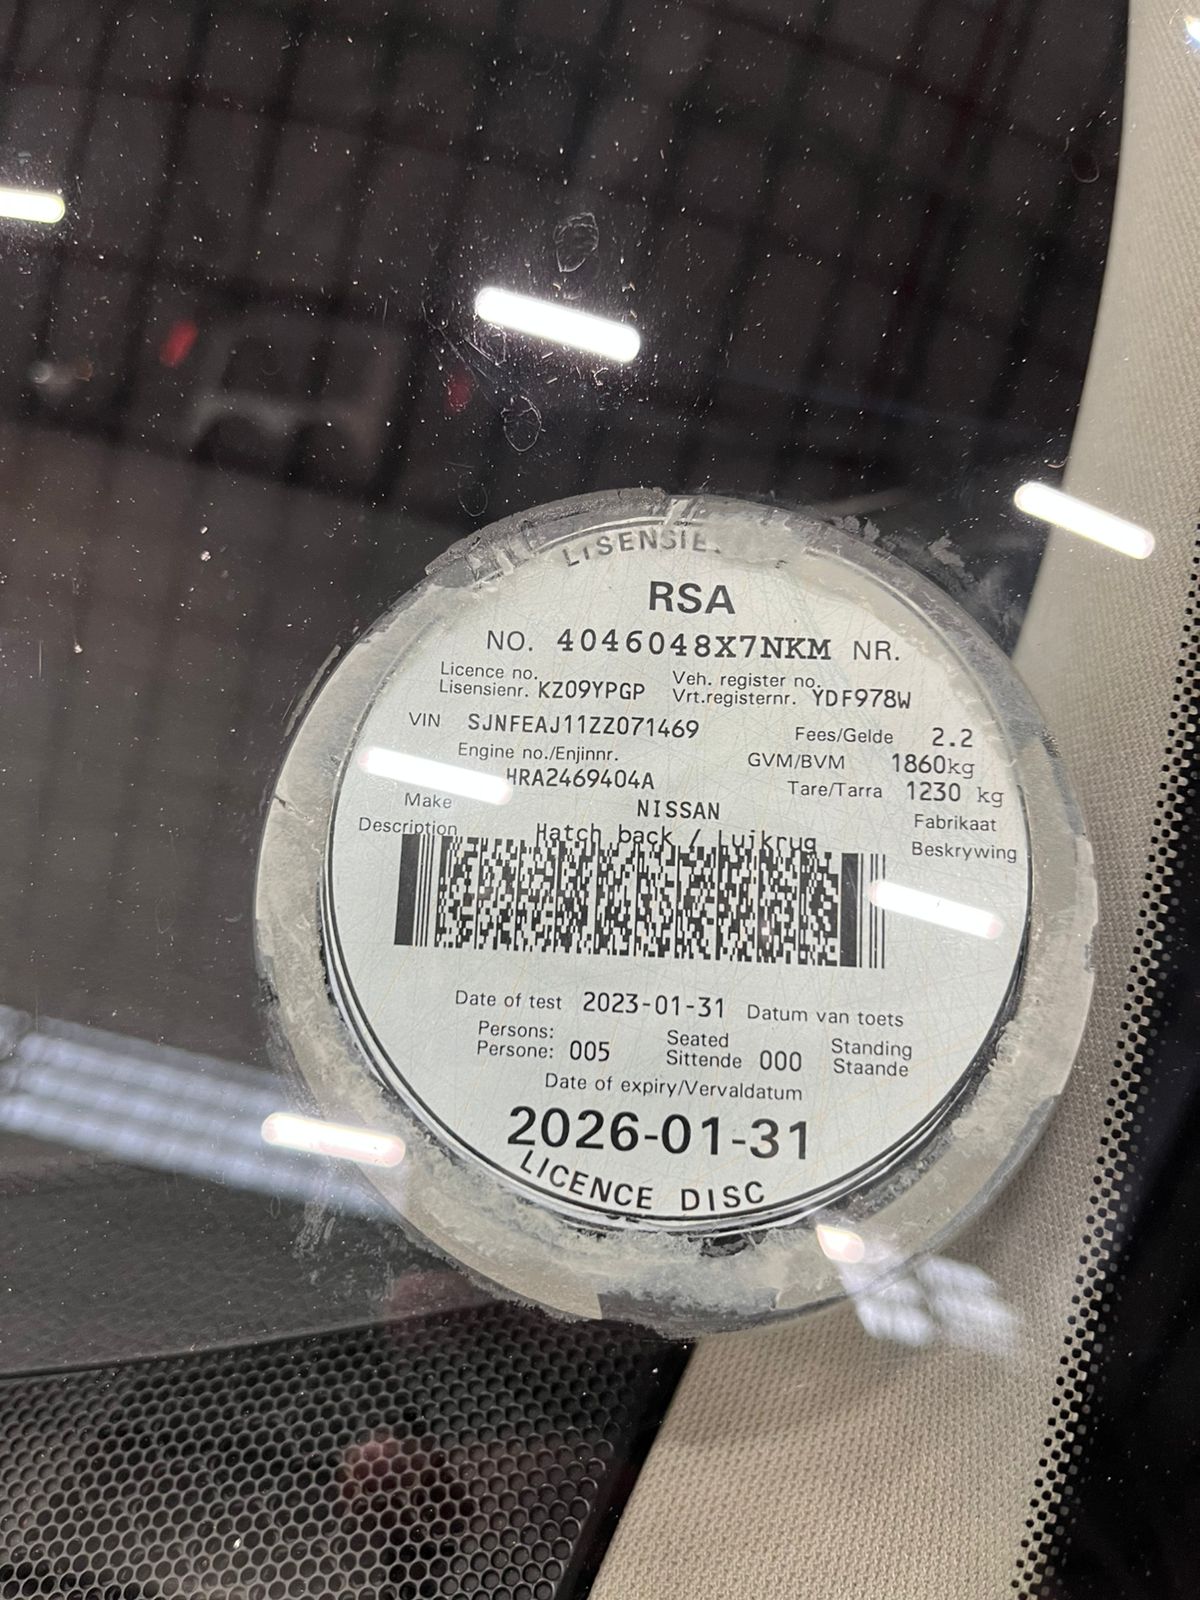 LISENSIE
RSA
NO. 4046048X7NKM NR.
Licence no. Veh. register no.
Lisensienr. KZ09YPGP Vrt.registernr. YDF978W
VIN SJNFEAJ11ZZ071469 Fees/Gelde 2.2
Engine no./Enjinnr. GVM/BVM 1860kg
HRA2469404A Tare/Tarra 1230 kg
Make NISSAN Fabrikaat
Description Hatch back / Luikrug Beskrywing
Date of test 2023-01-31 Datum van toets
Persons: Seated Standing
Persone: 005 Sittende 000 Staande
Date of expiry/Vervaldatum
2026-01-31
LICENCE DISC